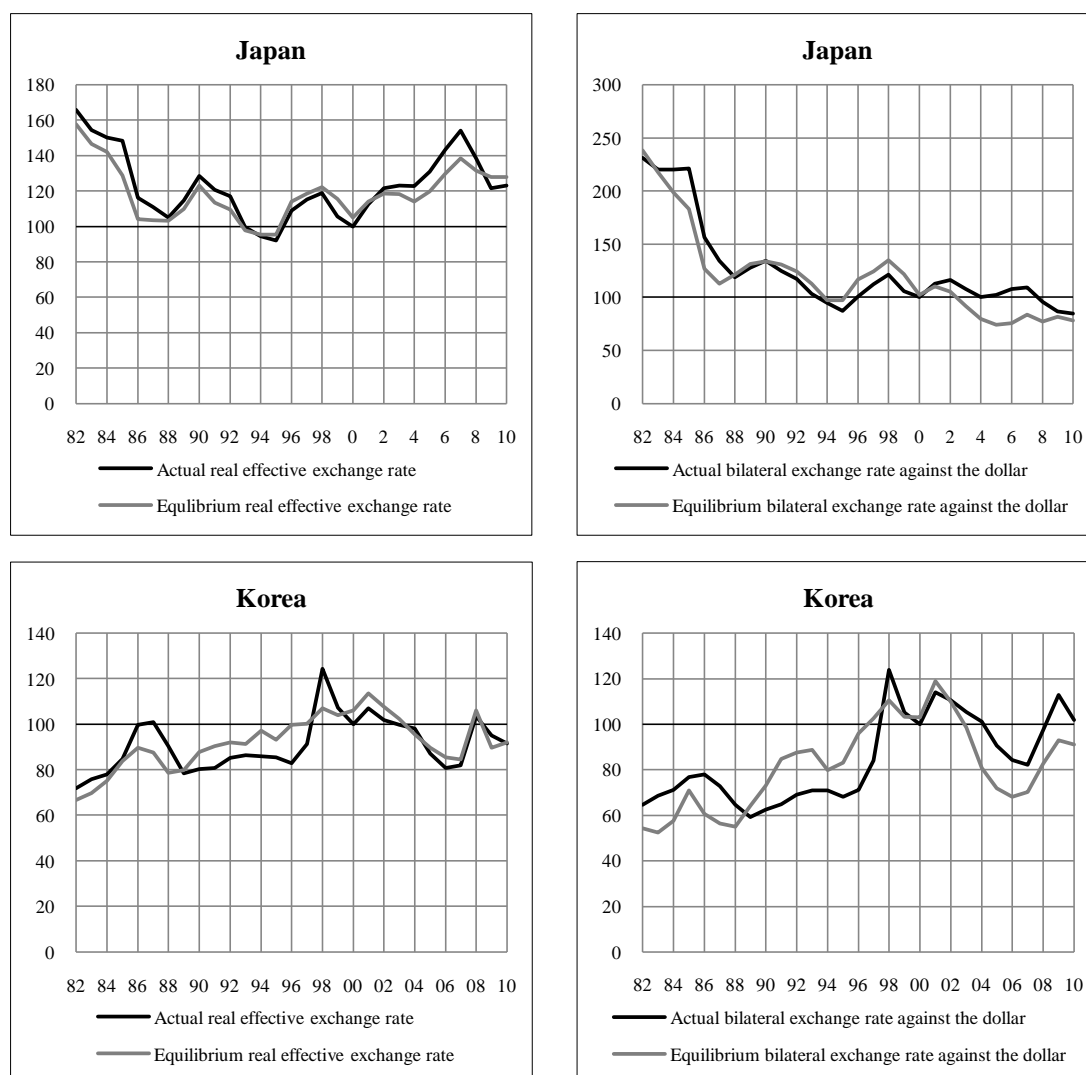 Japan
180
160
140
120
100
80
60
40
20
0
82 84 86 88 90 92 94 96 98 0 2 4 6 8 10
Actual real effective exchange rate
Equlibrium real effective exchange rate
Japan
300
250
200
150
100
50
0
82 84 86 88 90 92 94 96 98 0 2 4 6 8 10
Actual bilateral exchange rate against the dollar
Equilibrium bilateral exchange rate against the dollar
Korea
140
120
100
80
60
40
20
0
82 84 86 88 90 92 94 96 98 00 02 04 06 08 10
Actual real effective exchange rate
Equilibrium real effective exchange rate
Korea
140
120
100
80
60
40
20
0
82 84 86 88 90 92 94 96 98 00 02 04 06 08 10
Actual bilateral exchange rate against the dollar
Equilibrium bilateral exchange rate against the dollar